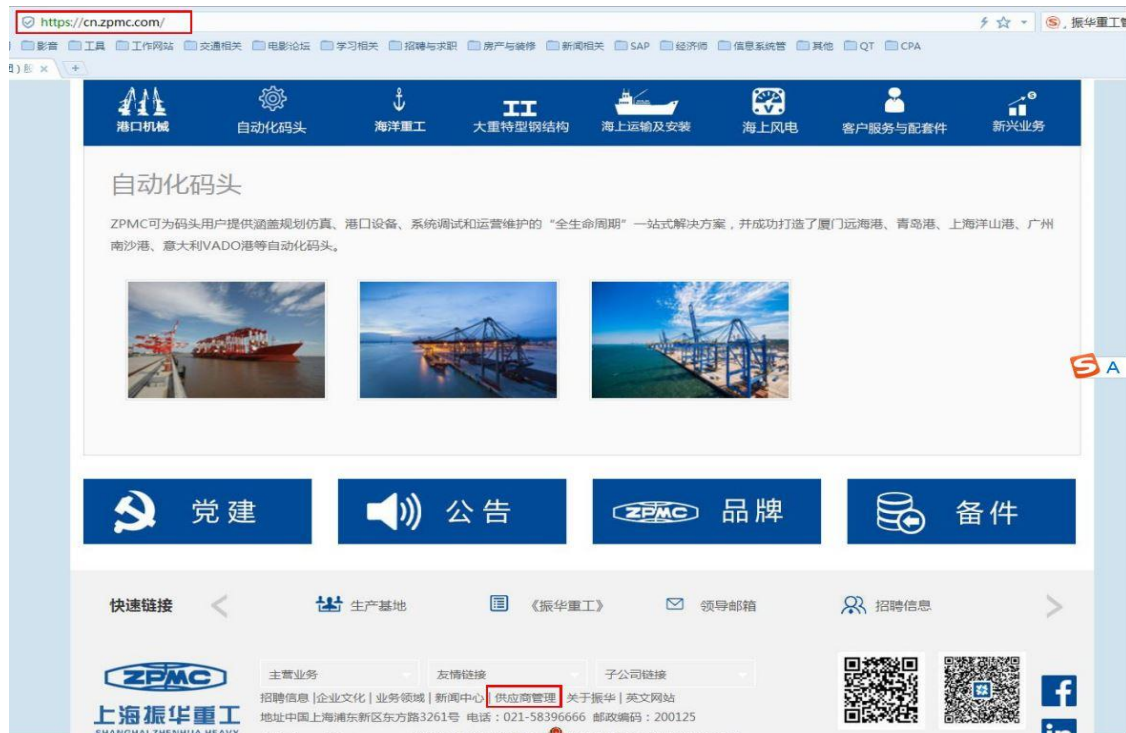 https://cn.zpmc.com/
振华重工
影音 工具 工作网站 交通相关 电影论坛 学习相关 招聘与求职 房产与装修 新闻相关 SAP 经济师 信息系统管 其他 QT CPA
港口机械 自动化码头 海洋重工 大重特型钢结构 海上运输及安装 海上风电 客户服务与配套件 新兴业务
自动化码头
ZPMC可为码头用户提供涵盖规划仿真、港口设备、系统调试和运营维护的“全生命周期”一站式解决方案，并成功打造了厦门远海港、青岛港、上海洋山港、广州
南沙港、意大利VADO港等自动化码头。
A
党建 公告 ZPMC 品牌 备件
快速链接 生产基地 《振华重工》 领导邮箱 招聘信息
ZPMC
主营业务 友情链接 子公司链接
招聘信息 |企业文化 | 业务领域 | 新闻中心 | 供应商管理 | 关于振华 | 英文网站
上海振华重工
地址中国上海浦东新区东方路3261号 电话：021-58396666 邮政编码：200125
SHANGHAI ZHENHUA HEAVY
f
in